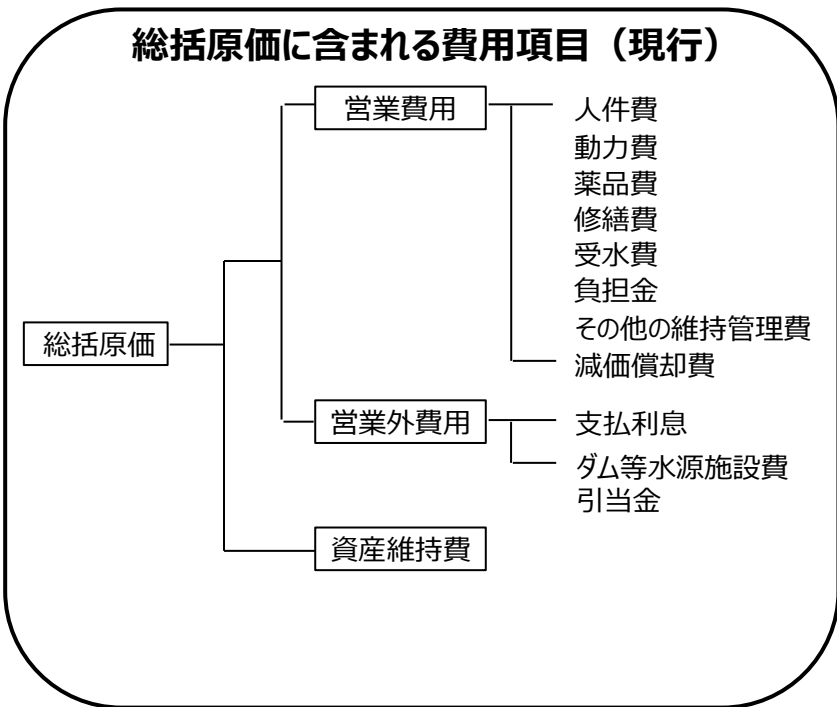 総括原価に含まれる費用項目（現行）
営業費用
人件費
動力費
薬品費
修繕費
受水費
負担金
その他の維持管理費
減価償却費
総括原価
営業外費用
支払利息
ダム等水源施設費
引当金
資産維持費